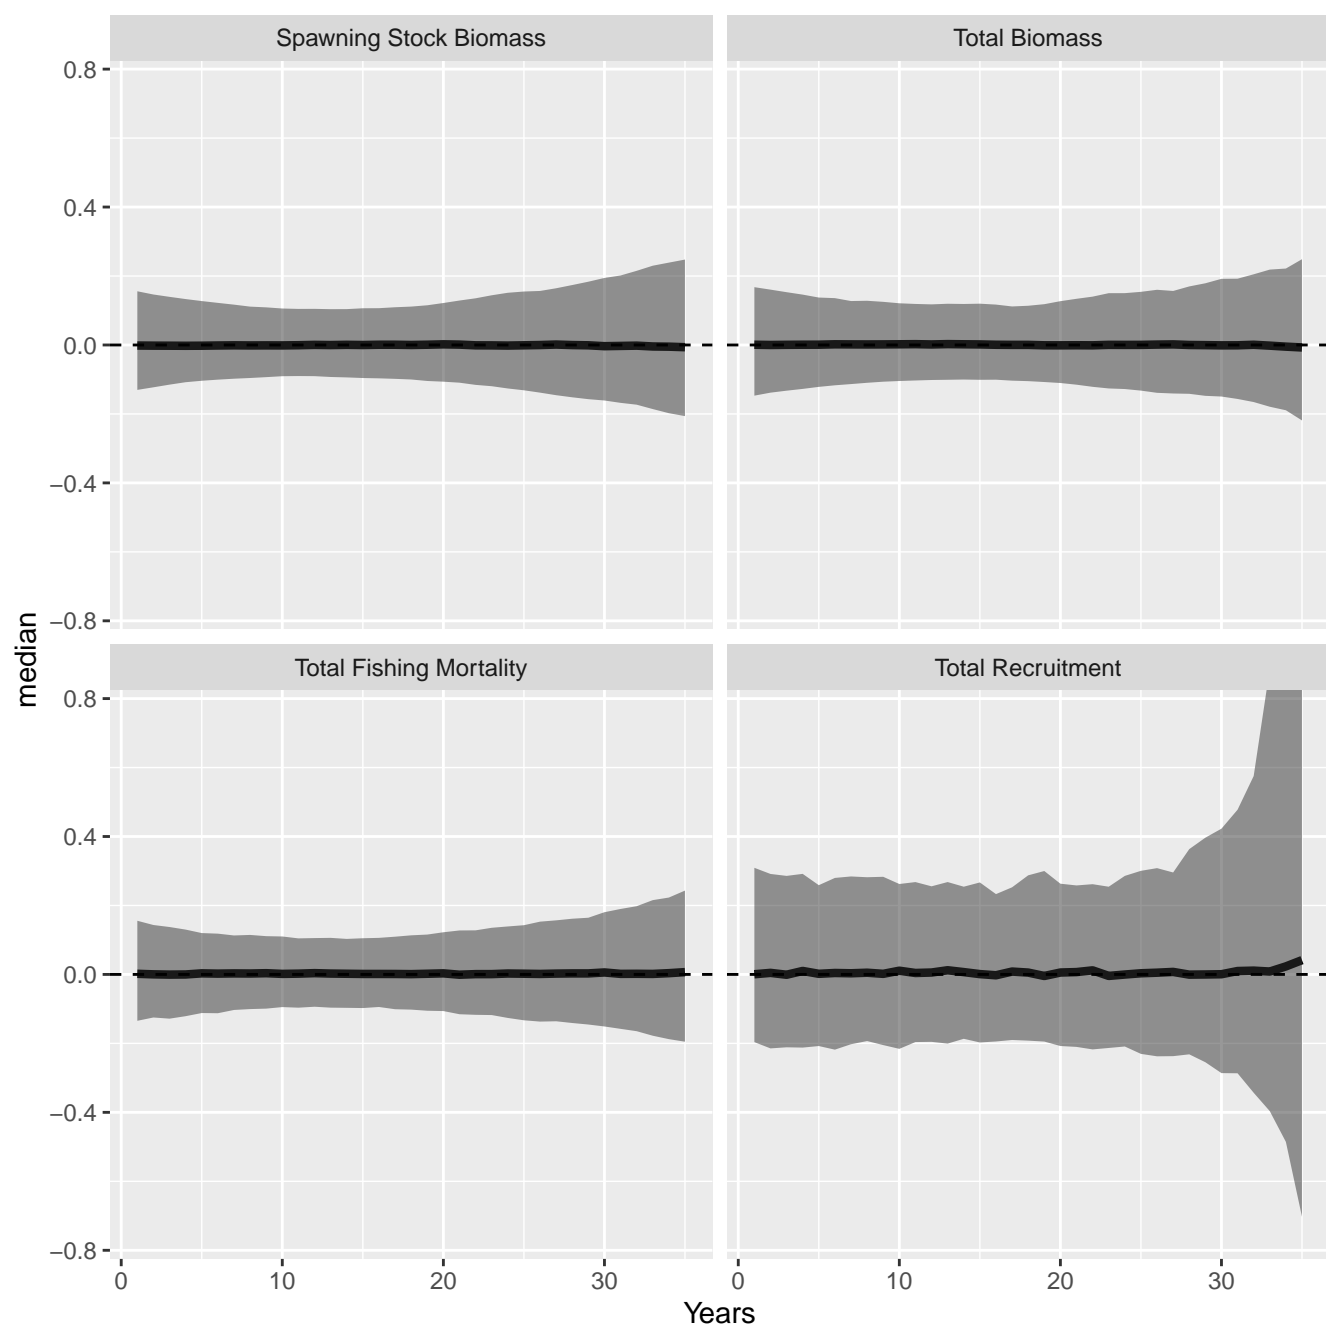 Spawning Stock Biomass
Total Biomass
0.8
0.4
0.0
−0.4
−0.8
median
Total Fishing Mortality
Total Recruitment
0.8
0.4
0.0
−0.4
−0.8
0 10 20 30
0 10 20 30
Years